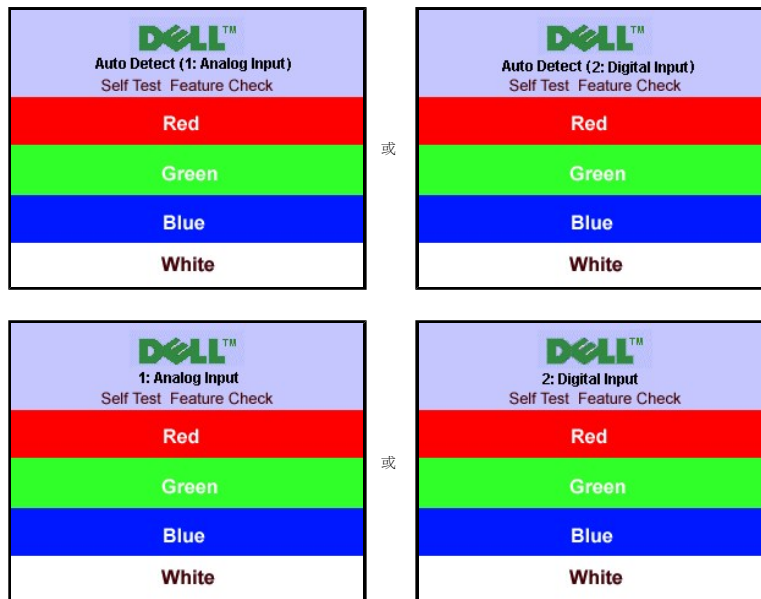 DELL™
Auto Detect (1: Analog Input)
Self Test Feature Check
Red
Green
Blue
White
或
DELL™
Auto Detect (2: Digital Input)
Self Test Feature Check
Red
Green
Blue
White
DELL™
1: Analog Input
Self Test Feature Check
Red
Green
Blue
White
或
DELL™
2: Digital Input
Self Test Feature Check
Red
Green
Blue
White